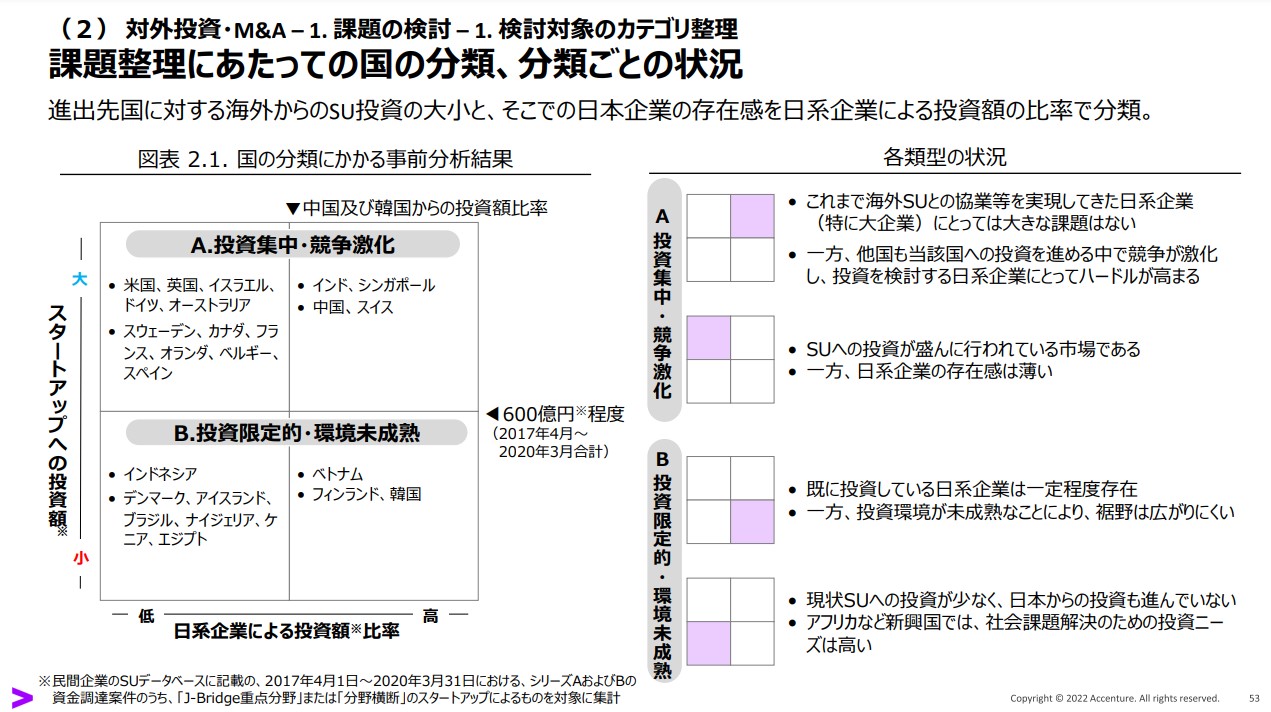 （２） 対外投資・M&A – 1. 課題の検討 – 1. 検討対象のカテゴリ整理
課題整理にあたっての国の分類、分類ごとの状況
進出先国に対する海外からのSU投資の大小と、そこでの日本企業の存在感を日系企業による投資額の比率で分類。
図表 2.1. 国の分類にかかる事前分析結果
▼中国及び韓国からの投資額比率
大
スタートアップへの投資額※
小
A.投資集中・競争激化
• 米国、英国、イスラエル、
ドイツ、オーストラリア
• スウェーデン、カナダ、フラ
ンス、オランダ、ベルギー、
スペイン
• インド、シンガポール
• 中国、スイス
◀600億円※程度
（2017年4月～
2020年3月合計）
B.投資限定的・環境未成熟
• インドネシア
• デンマーク、アイスランド、
ブラジル、ナイジェリア、ケ
ニア、エジプト
• ベトナム
• フィンランド、韓国
低
高
日系企業による投資額※比率
各類型の状況
A 投資集中・競争激化
• これまで海外SUとの協業等を実現してきた日系企業
（特に大企業）にとっては大きな課題はない
• 一方、他国も当該国への投資を進める中で競争が激化
し、投資を検討する日系企業にとってハードルが高まる
• SUへの投資が盛んに行われている市場である
• 一方、日系企業の存在感は薄い
B 投資限定的・環境未成熟
• 既に投資している日系企業は一定程度存在
• 一方、投資環境が未成熟なことにより、裾野は広がりにくい
• 現状SUへの投資が少なく、日本からの投資も進んでいない
• アフリカなど新興国では、社会課題解決のための投資ニー
ズは高い
※民間企業のSUデータベースに記載の、2017年4月1日～2020年3月31日における、シリーズAおよびBの
資金調達案件のうち、「J-Bridge重点分野」または「分野横断」のスタートアップによるものを対象に集計
Copyright © 2022 Accenture. All rights reserved.
53